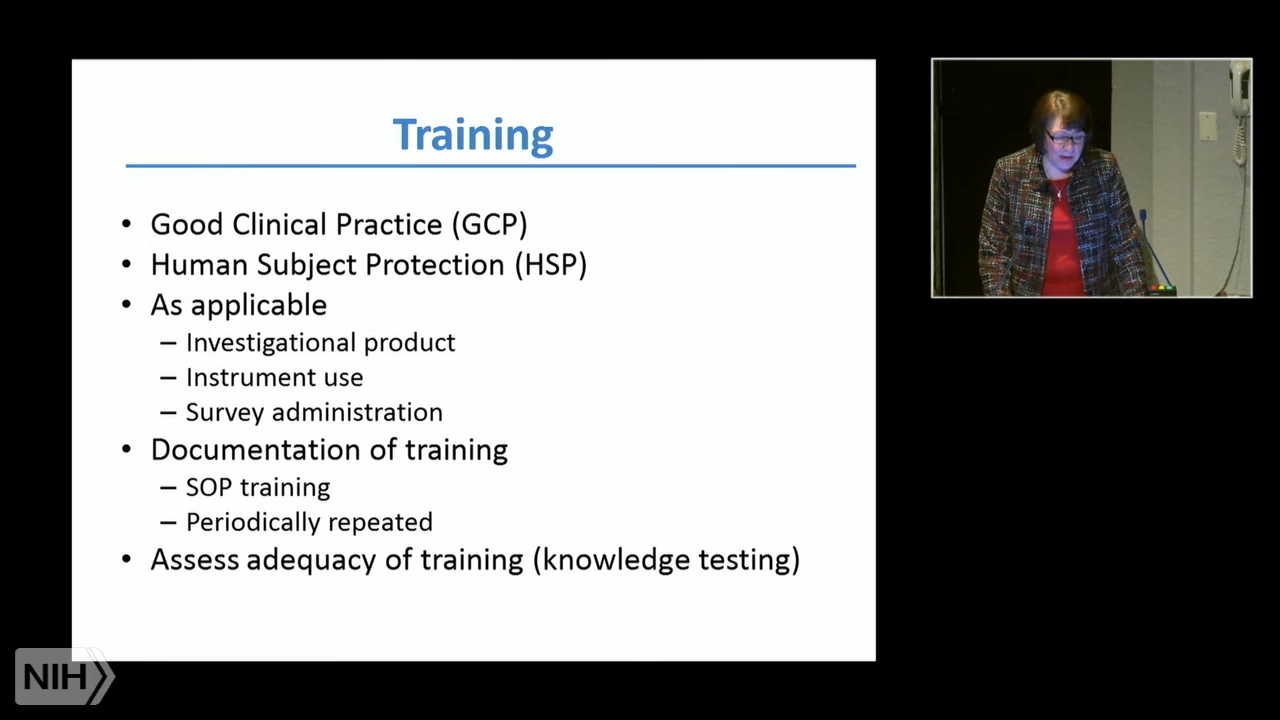 Training
• Good Clinical Practice (GCP)
• Human Subject Protection (HSP)
• As applicable
– Investigational product
– Instrument use
– Survey administration
• Documentation of training
– SOP training
– Periodically repeated
• Assess adequacy of training (knowledge testing)
NIH